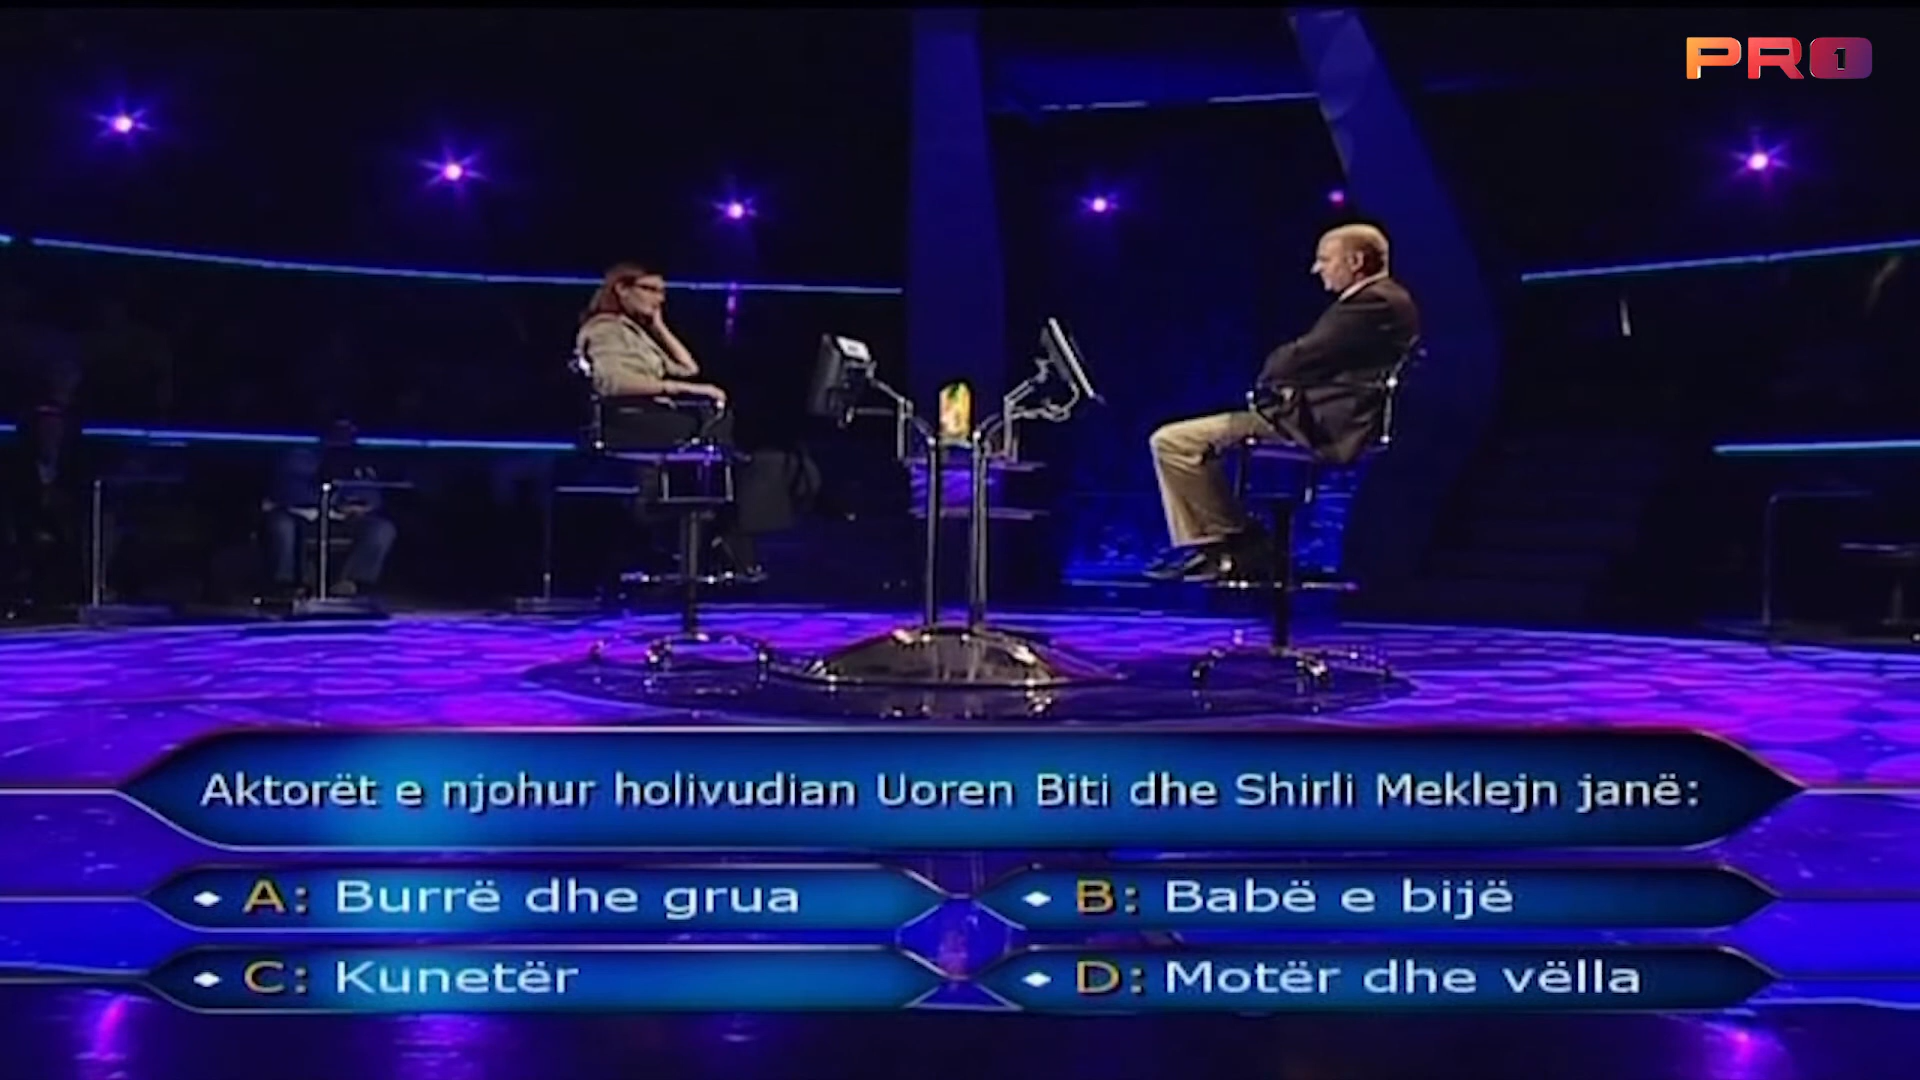 PRO 1
Aktorët e njohur holivudian Uoren Biti dhe Shirli Meklejn janë:
A: Burrë dhe grua
B: Babë e bijë
C: Kunetër
D: Motër dhe vëlla